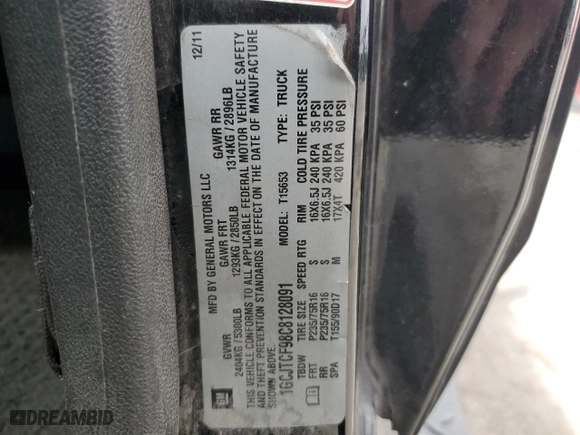 12/11
MFD BY GENERAL MOTORS LLC
GVWR GAWR FRT GAWR RR
2404KG/5300LB 1293KG/2850LB 1314KG/2896LB
THIS VEHICLE CONFORMS TO ALL APPLICABLE FEDERAL MOTOR VEHICLE SAFETY
AND THEFT PREVENTION STANDARDS IN EFFECT ON THE DATE OF MANUFACTURE
SHOWN ABOVE.
1GCJTCF98C8128091 MODEL: T15653 TYPE: TRUCK
TBDW TIRE SIZE SPEED RTG RIM COLD TIRE PRESSURE
FRT P235/75R16 S 16X6.5J 240 KPA 35 PSI
RR P235/75R16 S 16X6.5J 240 KPA 35 PSI
SPA T155/90D17 M 17X4T 420 KPA 60 PSI
GM
DREAMBID